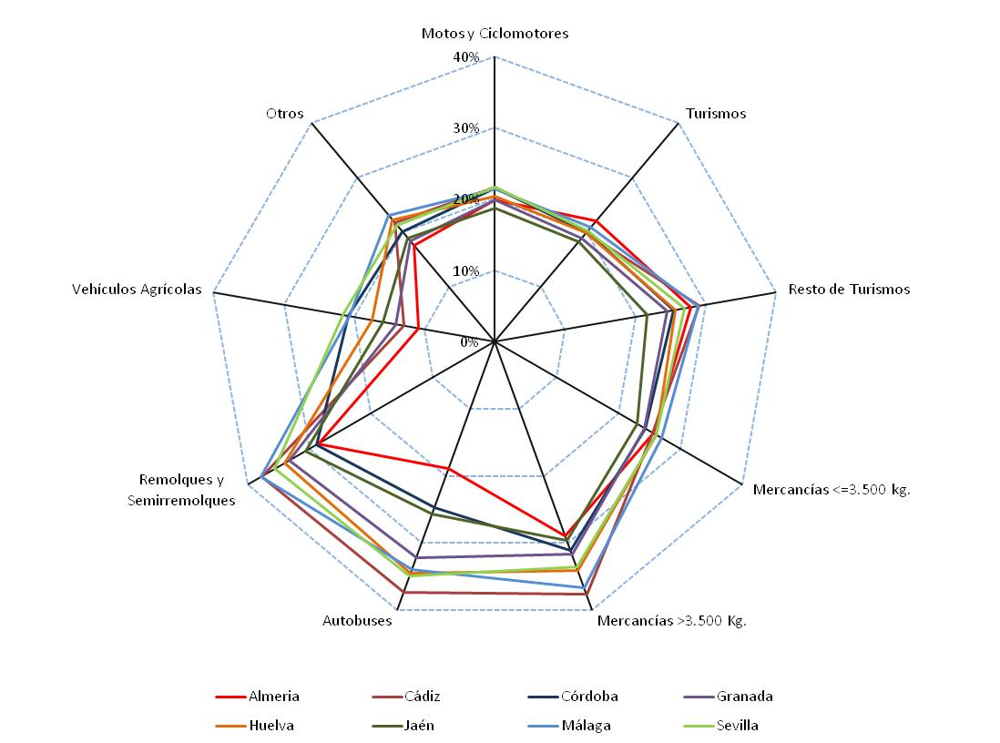 Motos y Ciclomotores
40%
Otros
Turismos
30%
20%
Vehículos Agrícolas
Resto de Turismos
10%
0%
Remolques y
Semirremolques
Mercancías <=3.500 kg.
Autobuses
Mercancías >3.500 Kg.
Almeria
Cádiz
Córdoba
Granada
Huelva
Jaén
Málaga
Sevilla